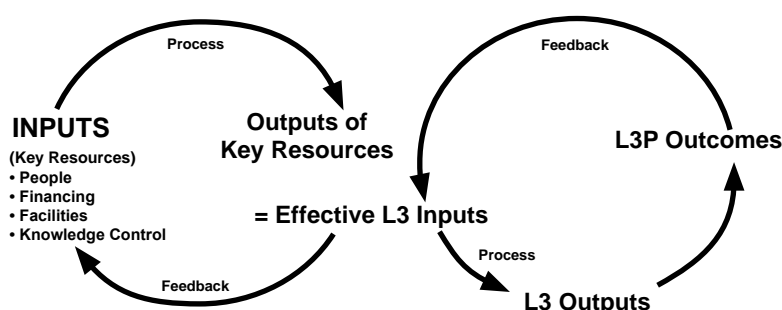 Process
Feedback
INPUTS
(Key Resources)
• People
• Financing
• Facilities
• Knowledge Control
Outputs of
Key Resources
= Effective L3 Inputs
L3P Outcomes
Feedback
Process
L3 Outputs